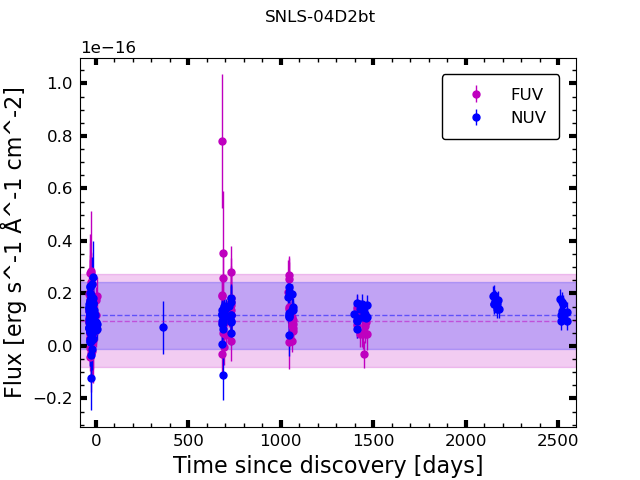 SNLS-04D2bt
1e−16
1.0
0.8
0.6
0.4
0.2
0.0
−0.2
Flux [erg s^-1 Å^-1 cm^-2]
FUV
NUV
0 500 1000 1500 2000 2500
Time since discovery [days]